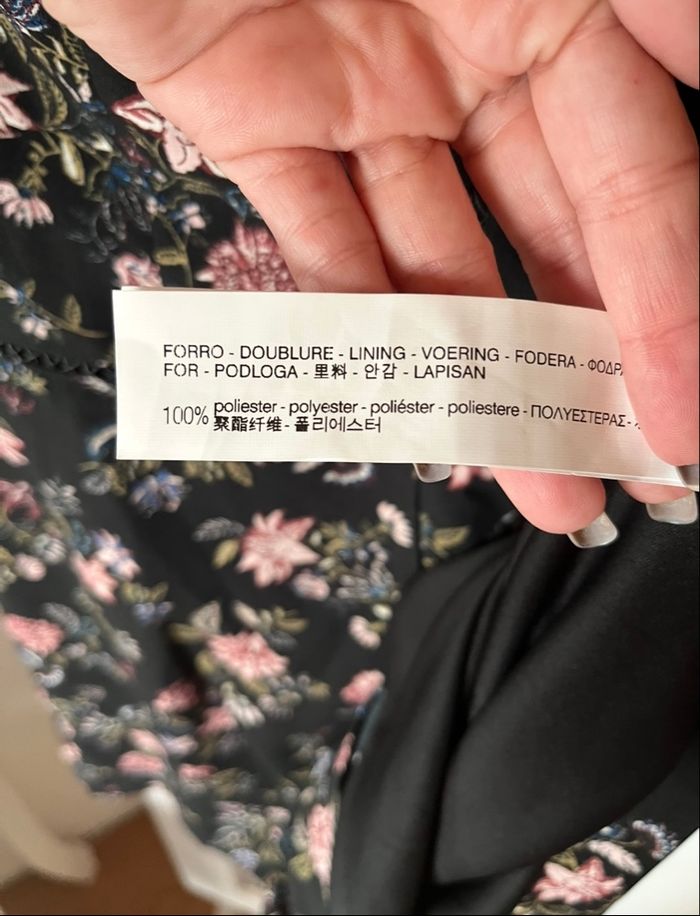 FORRO - DOUBLURE - LINING - VOERING - FODERA -
FOR - PODLOGA - 里料 - 안감 - LAPISAN
100% poliester - polyester - poliéster - poliestere - ΠΟΛΥΕΣΤΕΡΑΣ -
聚酯纤维 - 폴리에스터